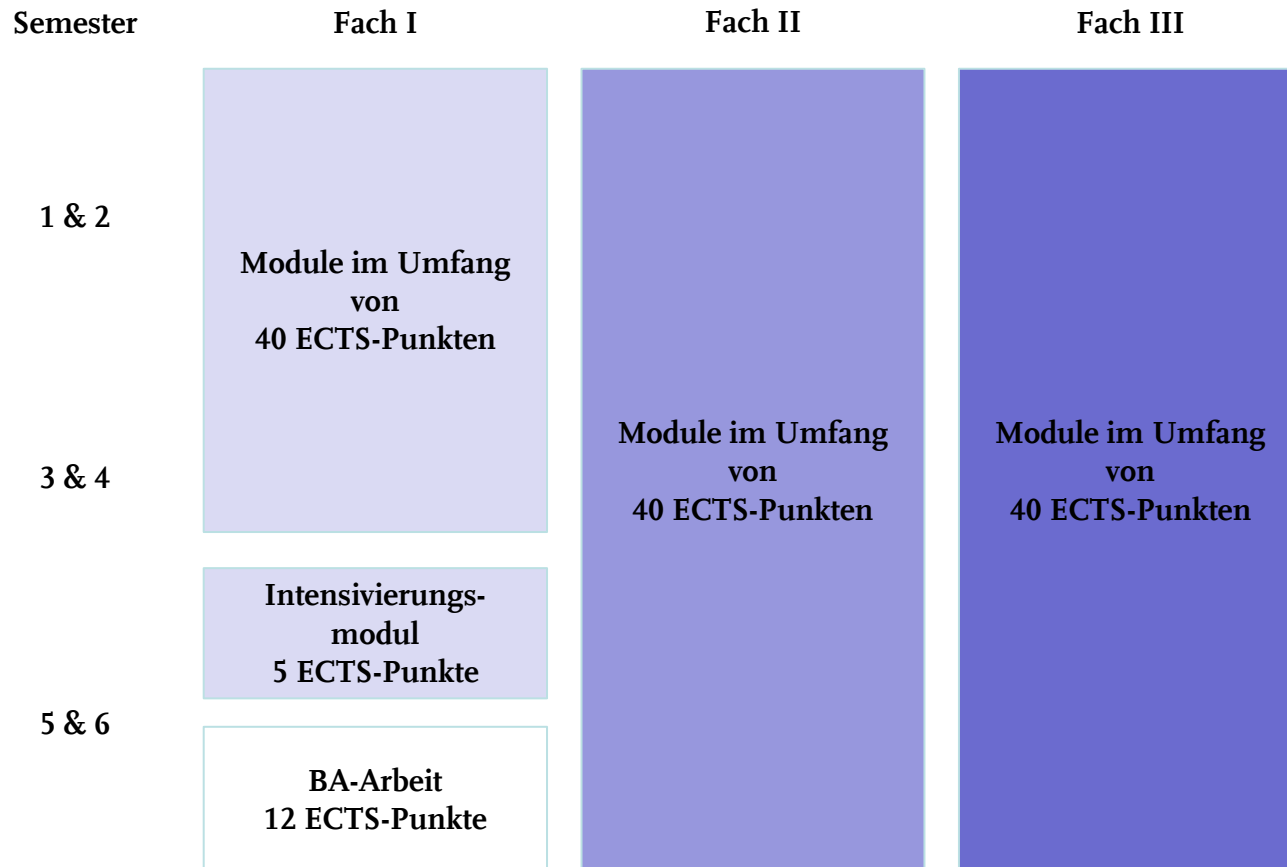 Semester
Fach I
Fach II
Fach III
1 & 2
Module im Umfang
von
40 ECTS-Punkten
3 & 4
Module im Umfang
von
40 ECTS-Punkten
Module im Umfang
von
40 ECTS-Punkten
Intensivierungs-
modul
5 ECTS-Punkte
5 & 6
BA-Arbeit
12 ECTS-Punkte